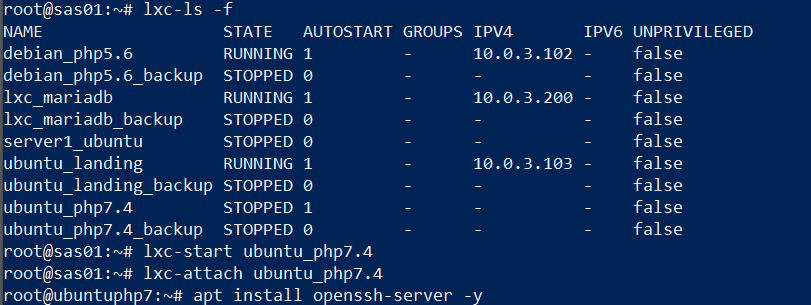 root@sas01:~# lxc-ls -f
NAME                  STATE   AUTOSTART GROUPS IPV4       IPV6 UNPRIVILEGED
debian_php5.6         RUNNING 1         -      10.0.3.102 -    false
debian_php5.6_backup  STOPPED 0         -      -          -    false
lxc_mariadb           RUNNING 1         -      10.0.3.200 -    false
lxc_mariadb_backup    STOPPED 0         -      -          -    false
server1_ubuntu        STOPPED 0         -      -          -    false
ubuntu_landing        RUNNING 1         -      10.0.3.103 -    false
ubuntu_landing_backup STOPPED 0         -      -          -    false
ubuntu_php7.4         STOPPED 1         -      -          -    false
ubuntu_php7.4_backup  STOPPED 0         -      -          -    false
root@sas01:~# lxc-start ubuntu_php7.4
root@sas01:~# lxc-attach ubuntu_php7.4
root@ubuntuphp7:~# apt install openssh-server -y